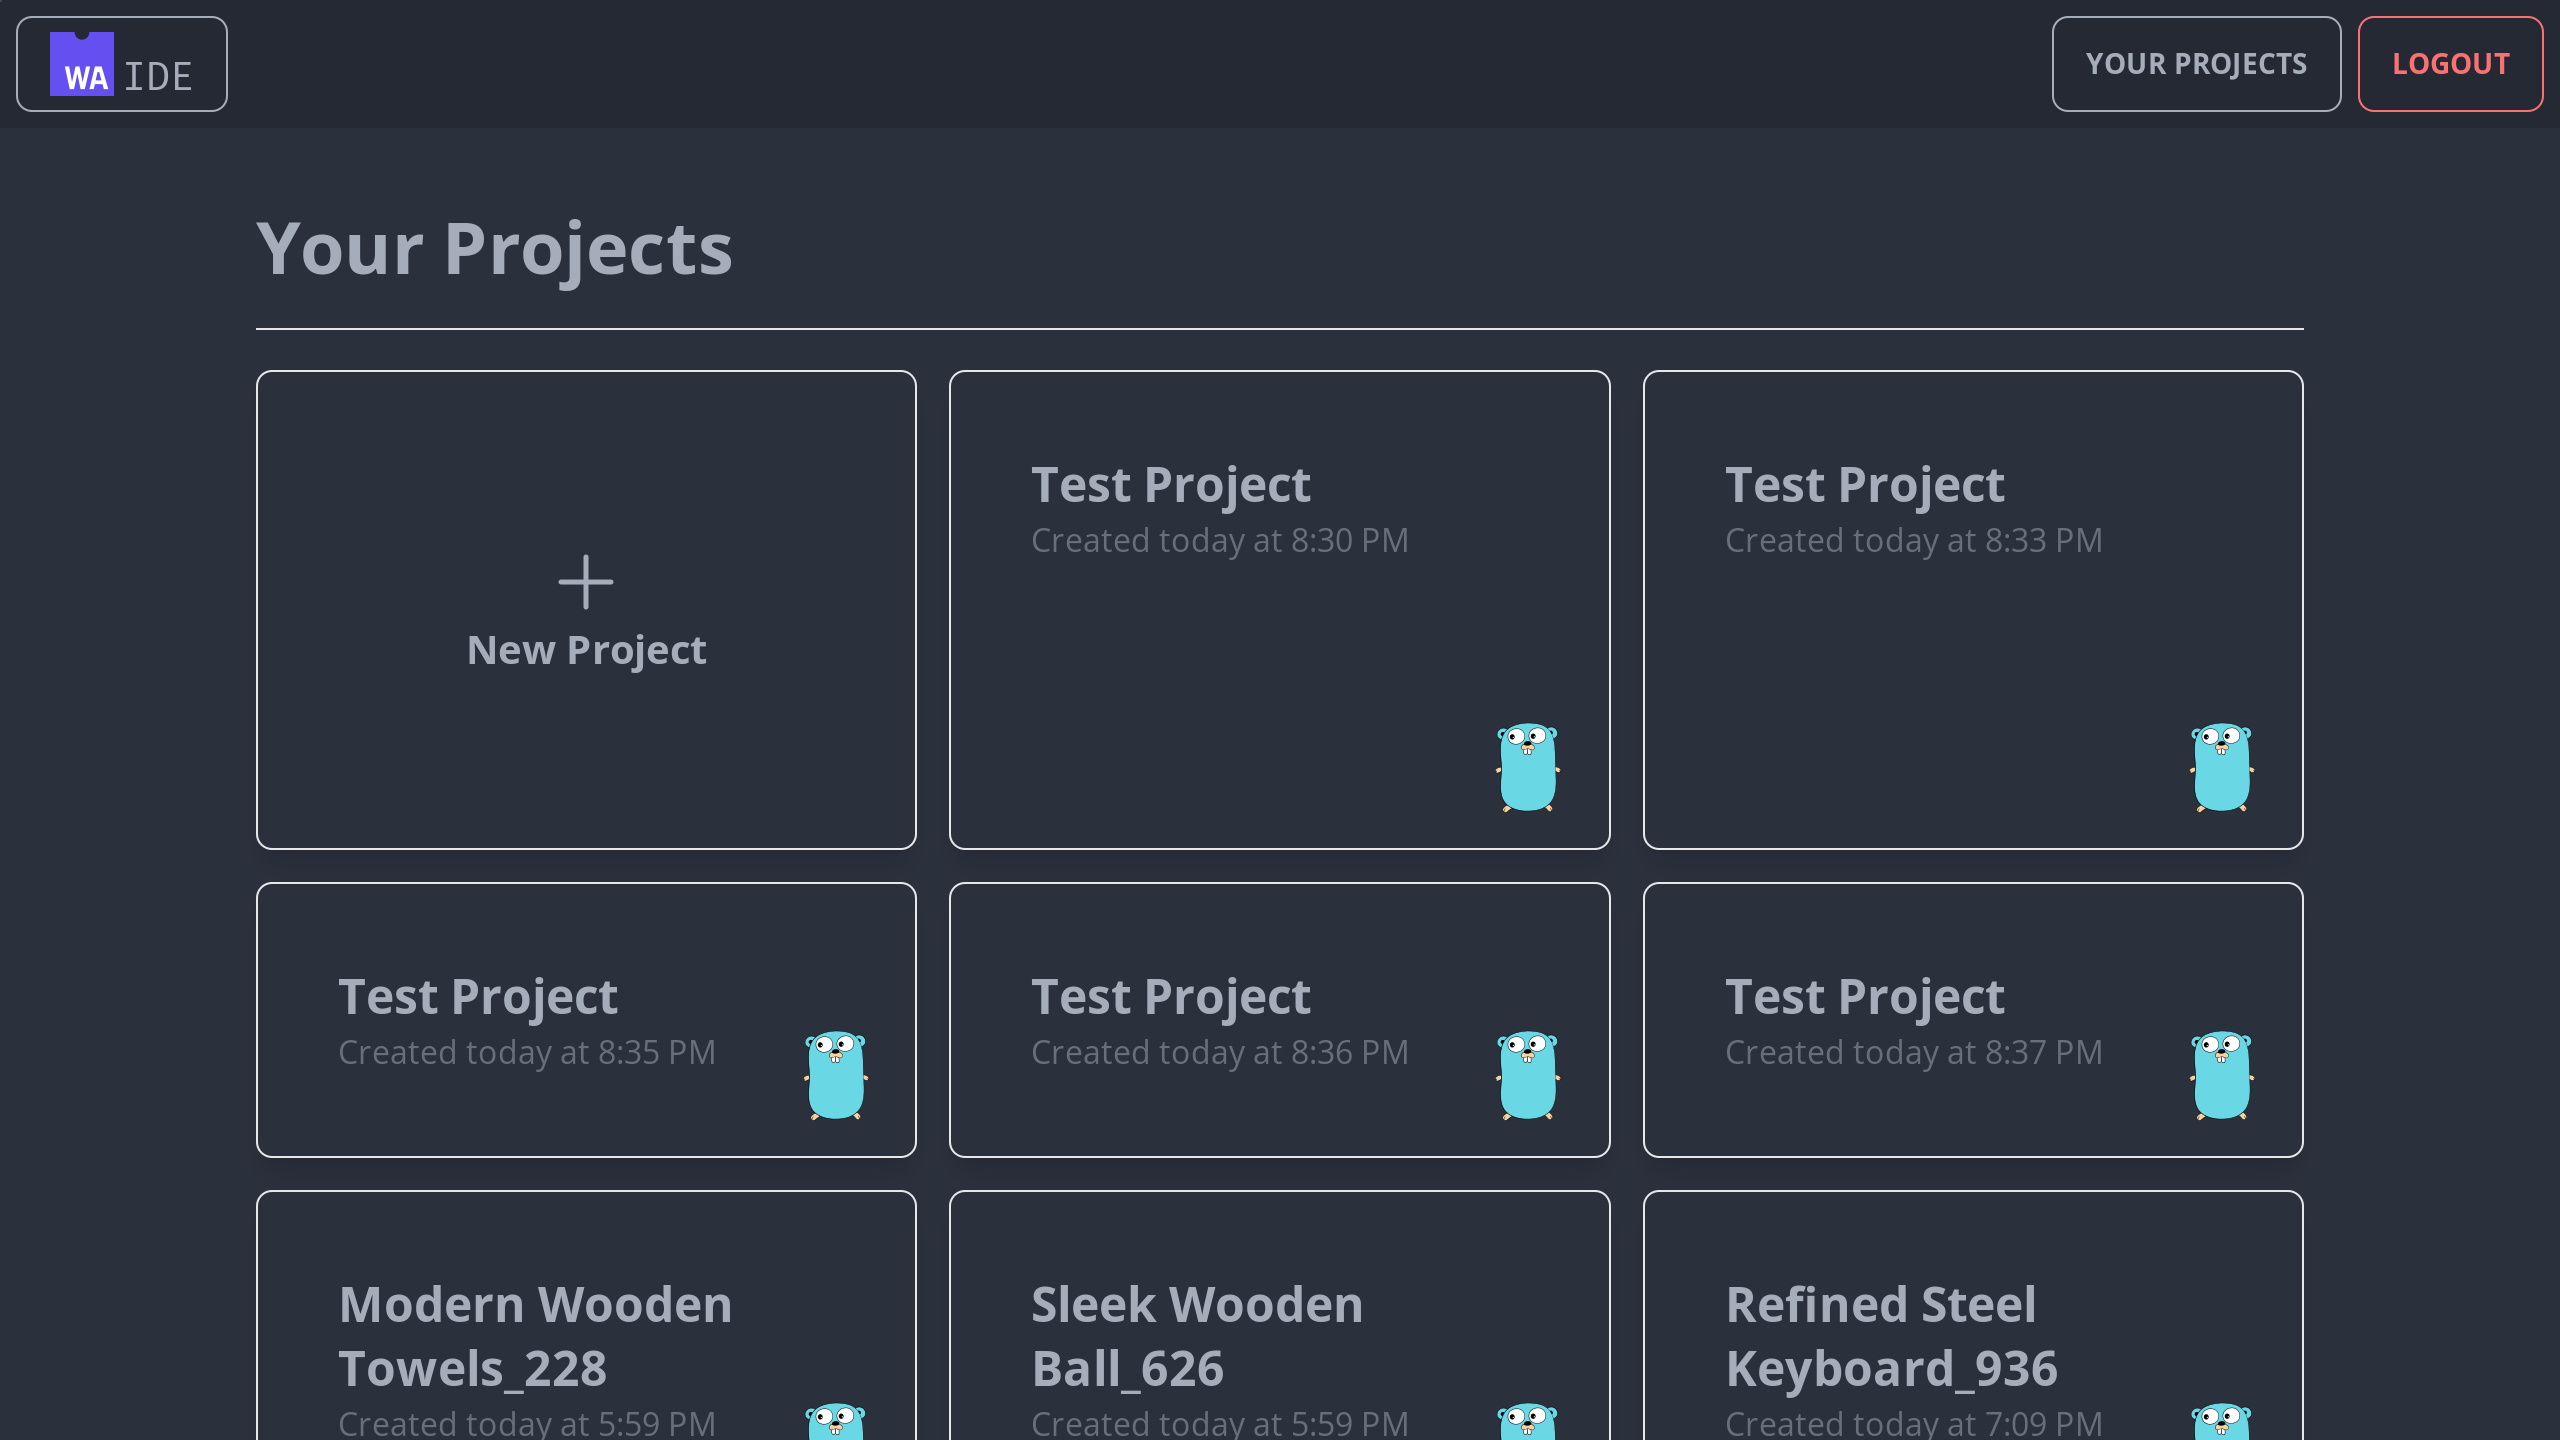 WA IDE
YOUR PROJECTS
LOGOUT
Your Projects
New Project
Test Project
Created today at 8:30 PM
Test Project
Created today at 8:33 PM
Test Project
Created today at 8:35 PM
Test Project
Created today at 8:36 PM
Test Project
Created today at 8:37 PM
Modern Wooden
Towels_228
Created today at 5:59 PM
Sleek Wooden
Ball_626
Created today at 5:59 PM
Refined Steel
Keyboard_936
Created today at 7:09 PM